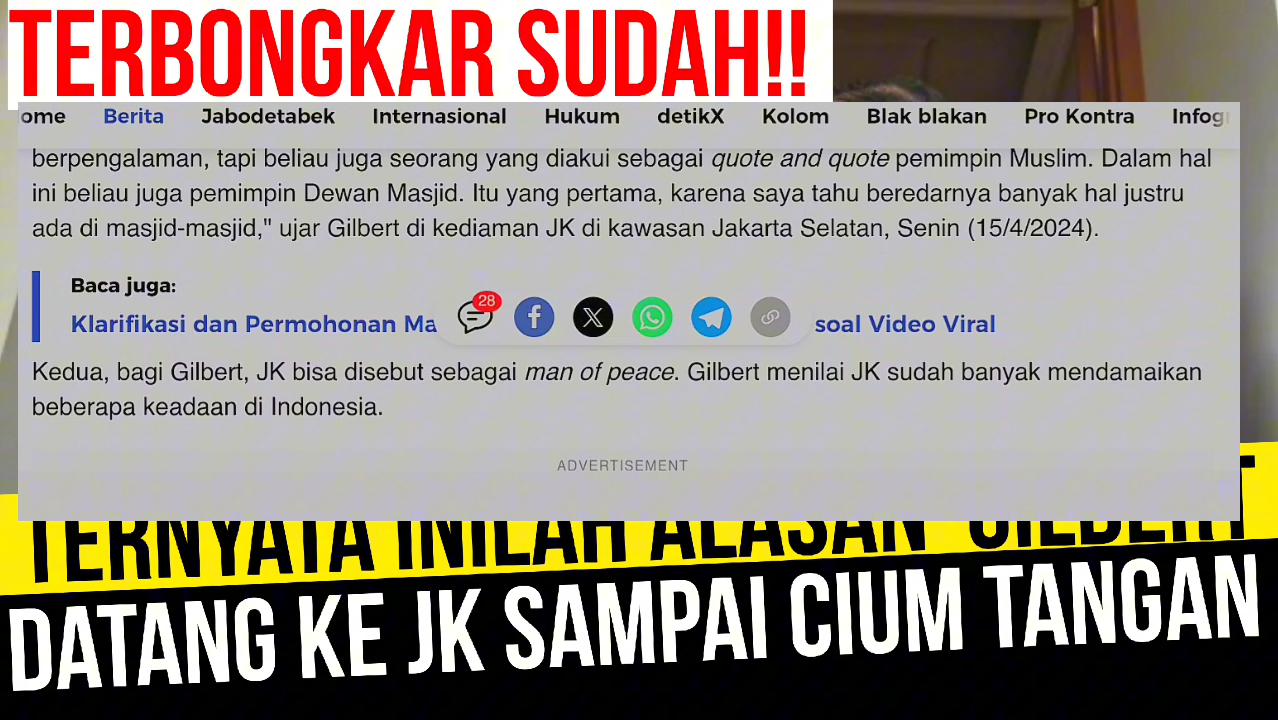 TERBONGKAR SUDAH!!
ome Berita Jabodetabek Internasional Hukum detikX Kolom Blak blakan Pro Kontra Infog
berpengalaman, tapi beliau juga seorang yang diakui sebagai quote and quote pemimpin Muslim. Dalam hal
ini beliau juga pemimpin Dewan Masjid. Itu yang pertama, karena saya tahu beredarnya banyak hal justru
ada di masjid-masjid," ujar Gilbert di kediaman JK di kawasan Jakarta Selatan, Senin (15/4/2024).
Baca juga:
28
Klarifikasi dan Permohonan Ma soal Video Viral
Kedua, bagi Gilbert, JK bisa disebut sebagai man of peace. Gilbert menilai JK sudah banyak mendamaikan
beberapa keadaan di Indonesia.
ADVERTISEMENT
TERNYATA INILAH ALASAN GILBERT
DATANG KE JK SAMPAI CIUM TANGAN